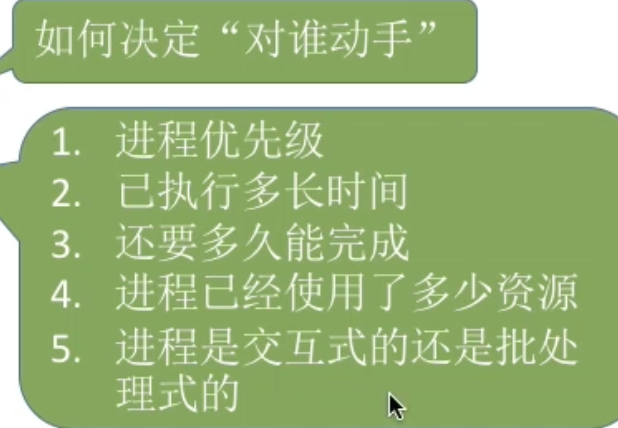 如何决定“对谁动手”
1. 进程优先级
2. 已执行多长时间
3. 还要多久能完成
4. 进程已经使用了多少资源
5. 进程是交互式的还是批处
理式的